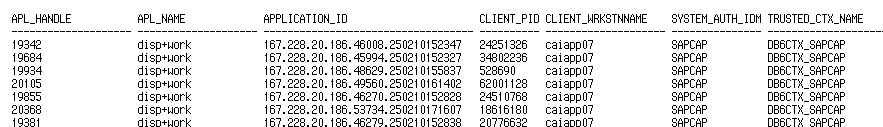 APL_HANDLE APL_NAME APPLICATION_ID CLIENT_PID CLIENT_WRKSTNNAME SYSTEM_AUTH_IDM TRUSTED_CTX_NAME
19342 disp+work 167.228.20.186.46008.250210152347 24251326 caiapp07 SAPCAP DB6CTX_SAPCAP
19684 disp+work 167.228.20.186.45994.250210152327 34802236 caiapp07 SAPCAP DB6CTX_SAPCAP
19934 disp+work 167.228.20.186.48629.250210155837 528690 caiapp07 SAPCAP DB6CTX_SAPCAP
20105 disp+work 167.228.20.186.49560.250210161402 62001128 caiapp07 SAPCAP DB6CTX_SAPCAP
19855 disp+work 167.228.20.186.46270.250210152828 24510768 caiapp07 SAPCAP DB6CTX_SAPCAP
20368 disp+work 167.228.20.186.53734.250210171607 18616180 caiapp07 SAPCAP DB6CTX_SAPCAP
19381 disp+work 167.228.20.186.46279.250210152838 20776632 caiapp07 SAPCAP DB6CTX_SAPCAP